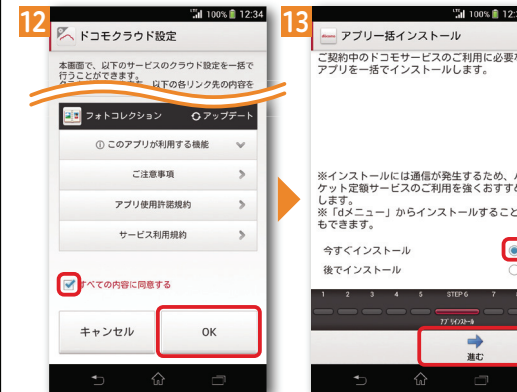 12
100% 12:34
ドコモクラウド設定
本画面で、以下のサービスのクラウド設定を一括で
行うことができます。
以下の各リンク先の内容を
フォトコレクション
アップデート
① このアプリが利用する機能
ご注意事項
アプリ使用許諾規約
サービス利用規約
すべての内容に同意する
キャンセル
OK
13
100% 12:3
アプリ一括インストール
ご契約中のドコモサービスのご利用に必要な
アプリを一括でインストールします。
※インストールには通信が発生するため、パ
ケット定額サービスのご利用を強くおすすめ
します。
※「dメニュー」からインストールすること
もできます。
今すぐインストール
後でインストール
1 2 3 4 5 STEP 6 7
ｱﾌﾟﾘｲﾝｽﾄｰﾙ
進む